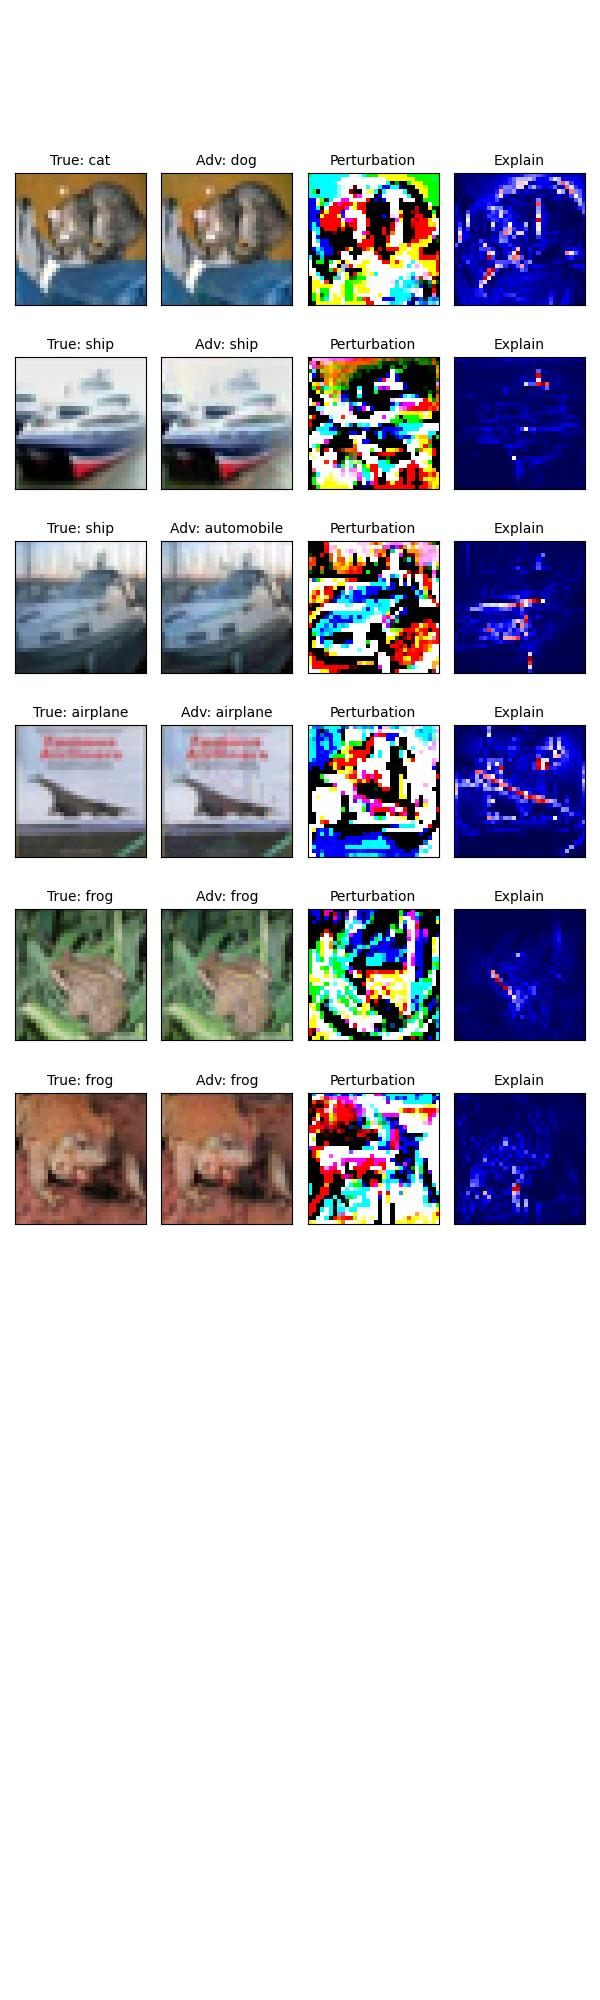 True: cat Adv: dog Perturbation Explain
True: ship Adv: ship Perturbation Explain
True: ship Adv: automobile Perturbation Explain
True: airplane Adv: airplane Perturbation Explain
True: frog Adv: frog Perturbation Explain
True: frog Adv: frog Perturbation Explain